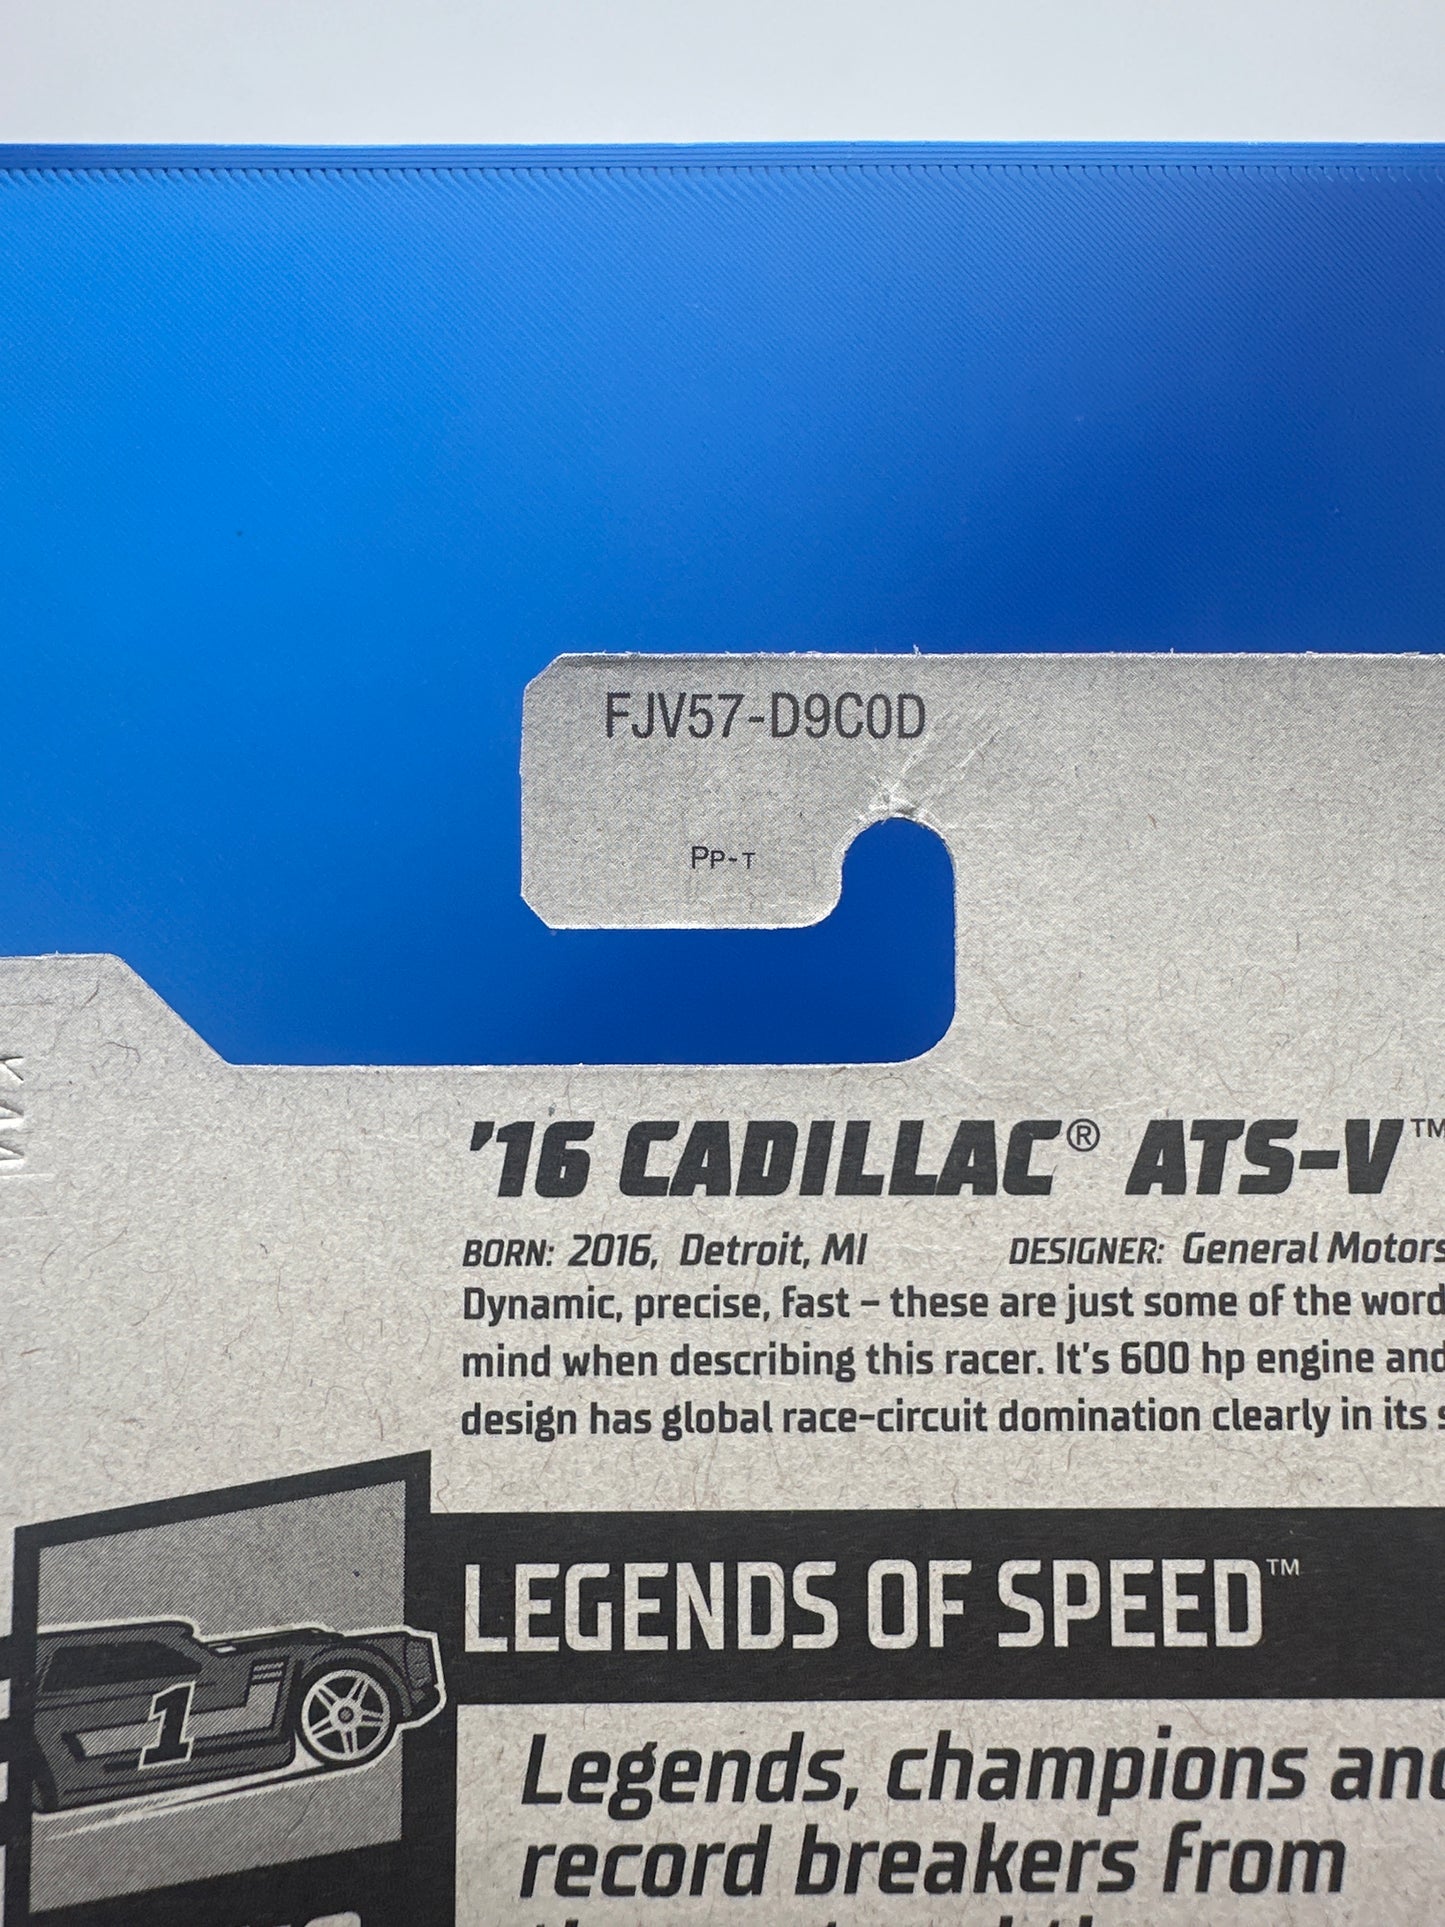 FJV57-D9C0D
PP-T
'16 CADILLAC® ATS-V™
BORN: 2016, Detroit, MI DESIGNER: General Motors
Dynamic, precise, fast – these are just some of the word
mind when describing this racer. It's 600 hp engine and
design has global race-circuit domination clearly in its s
LEGENDS OF SPEED™
1
Legends, champions and
record breakers from